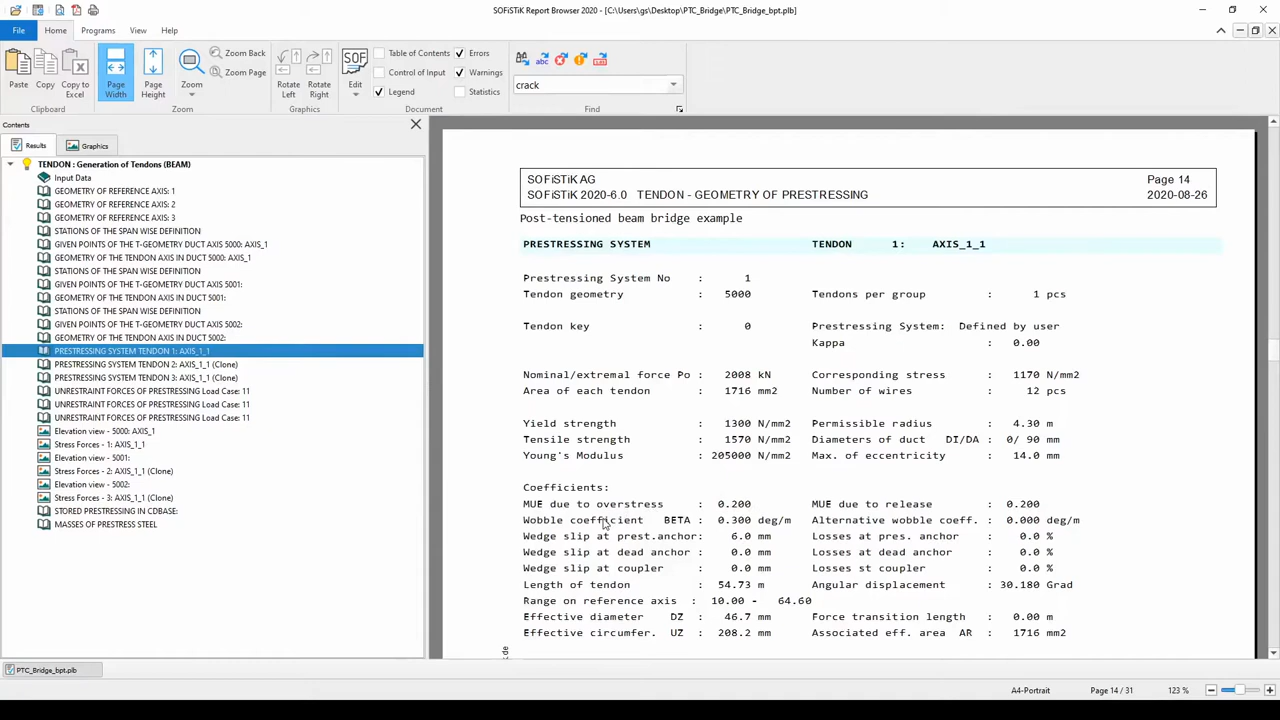 SOFiSTiK Report Browser 2020 - [C:\Users\gs\Desktop\PTC_Bridge\PTC_Bridge_bpt.plb]
File Home Programs View Help
Paste Copy Copy to Excel
Clipboard
Page Width Page Height Zoom Zoom Back Zoom Page
Zoom
Rotate Left Rotate Right
Graphics
SOF Edit
Table of Contents Errors
Control of Input Warnings
Legend Statistics
Document
abc
crack
Find
Contents
Results Graphics
TENDON : Generation of Tendons (BEAM)
Input Data
GEOMETRY OF REFERENCE AXIS: 1
GEOMETRY OF REFERENCE AXIS: 2
GEOMETRY OF REFERENCE AXIS: 3
STATIONS OF THE SPAN WISE DEFINITION
GIVEN POINTS OF THE T-GEOMETRY DUCT AXIS 5000: AXIS_1
GEOMETRY OF THE TENDON AXIS IN DUCT 5000: AXIS_1
STATIONS OF THE SPAN WISE DEFINITION
GIVEN POINTS OF THE T-GEOMETRY DUCT AXIS 5001:
GEOMETRY OF THE TENDON AXIS IN DUCT 5001:
STATIONS OF THE SPAN WISE DEFINITION
GIVEN POINTS OF THE T-GEOMETRY DUCT AXIS 5002:
GEOMETRY OF THE TENDON AXIS IN DUCT 5002:
PRESTRESSING SYSTEM TENDON 1: AXIS_1_1
PRESTRESSING SYSTEM TENDON 2: AXIS_1_1 (Clone)
PRESTRESSING SYSTEM TENDON 3: AXIS_1_1 (Clone)
UNRESTRAINT FORCES OF PRESTRESSING Load Case: 11
UNRESTRAINT FORCES OF PRESTRESSING Load Case: 11
UNRESTRAINT FORCES OF PRESTRESSING Load Case: 11
Elevation view - 5000: AXIS_1
Stress Forces - 1: AXIS_1_1
Elevation view - 5001:
Stress Forces - 2: AXIS_1_1 (Clone)
Elevation view - 5002:
Stress Forces - 3: AXIS_1_1 (Clone)
STORED PRESTRESSING IN CDBASE:
MASSES OF PRESTRESS STEEL
SOFiSTiK AG Page 14
SOFiSTiK 2020-6.0 TENDON - GEOMETRY OF PRESTRESSING 2020-08-26
Post-tensioned beam bridge example
PRESTRESSING SYSTEM TENDON 1: AXIS_1_1
Prestressing System No : 1
Tendon geometry : 5000 Tendons per group : 1 pcs
Tendon key : 0 Prestressing System: Defined by user
Kappa : 0.00
Nominal/extremal force Po : 2008 kN Corresponding stress : 1170 N/mm2
Area of each tendon : 1716 mm2 Number of wires : 12 pcs
Yield strength : 1300 N/mm2 Permissible radius : 4.30 m
Tensile strength : 1570 N/mm2 Diameters of duct DI/DA : 0/ 90 mm
Young's Modulus : 205000 N/mm2 Max. of eccentricity : 14.0 mm
Coefficients:
MUE due to overstress : 0.200 MUE due to release : 0.200
Wobble coefficient BETA : 0.300 deg/m Alternative wobble coeff. : 0.000 deg/m
Wedge slip at prest.anchor: 6.0 mm Losses at pres. anchor : 0.0 %
Wedge slip at dead anchor : 0.0 mm Losses at dead anchor : 0.0 %
Wedge slip at coupler : 0.0 mm Losses st coupler : 0.0 %
Length of tendon : 54.73 m Angular displacement : 30.180 Grad
Range on reference axis : 10.00 - 64.60
Effective diameter DZ : 46.7 mm Force transition length : 0.00 m
Effective circumfer. UZ : 208.2 mm Associated eff. area AR : 1716 mm2
PTC_Bridge_bpt.plb
A4-Portrait Page 14 / 31 123 %